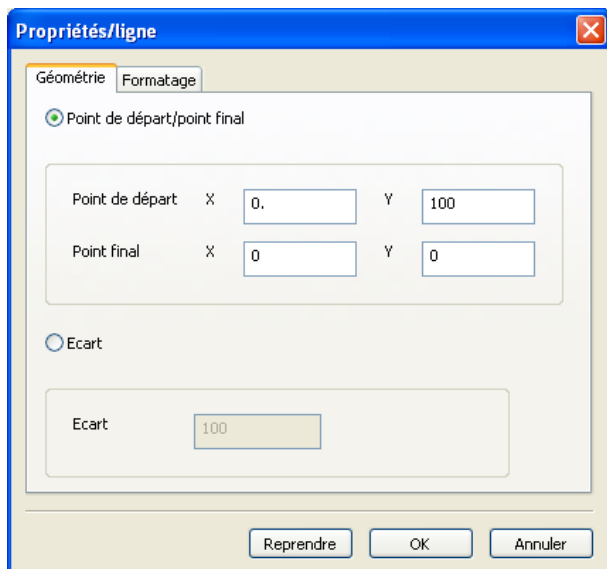 Propriétés/ligne
Géométrie Formatage
Point de départ/point final
Point de départ X 0. Y 100
Point final X 0 Y 0
Ecart
Ecart 100
Reprendre OK Annuler